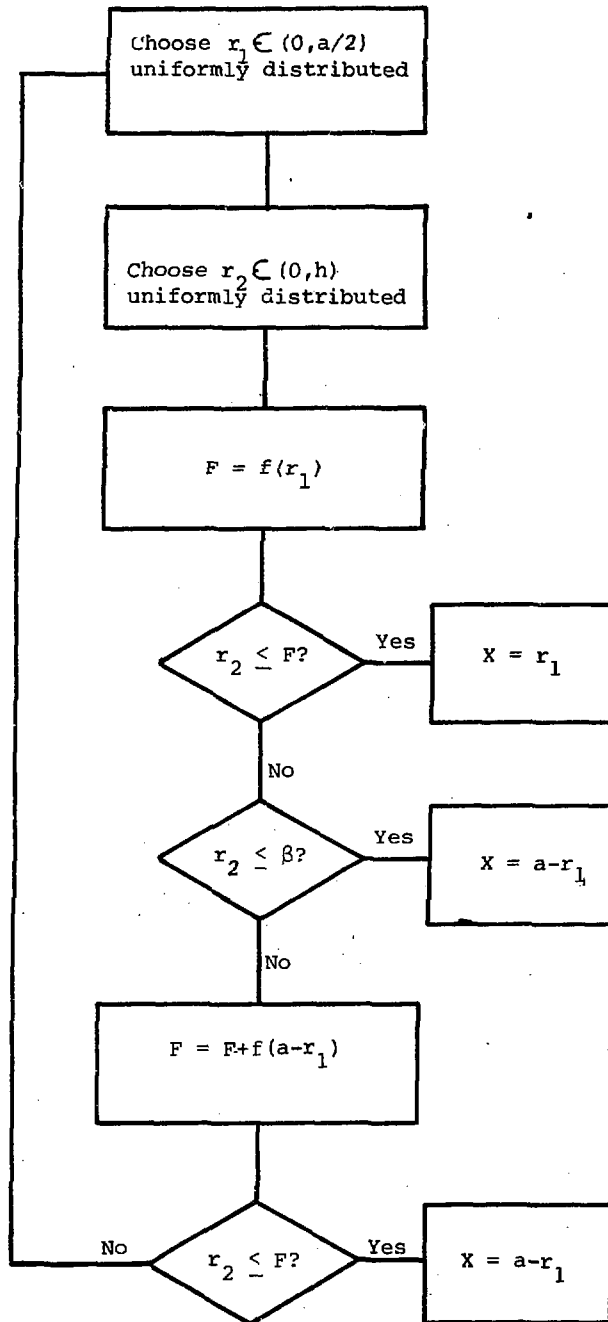 Choose r₁ ∈ (0,a/2)
uniformly distributed
Choose r₂ ∈ (0,h)
uniformly distributed
F = f(r₁)
r₂ ≤ F?
Yes
X = r₁
No
r₂ ≤ β?
Yes
X = a-r₁
No
F = F+f(a-r₁)
No
r₂ ≤ F?
Yes
X = a-r₁